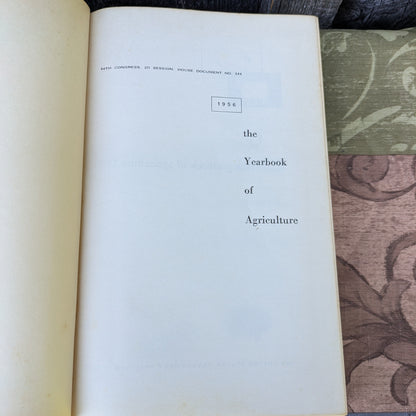 84TH CONGRESS, 2D SESSION, HOUSE DOCUMENT NO.
1956
the
Yearbook
of
Agriculture